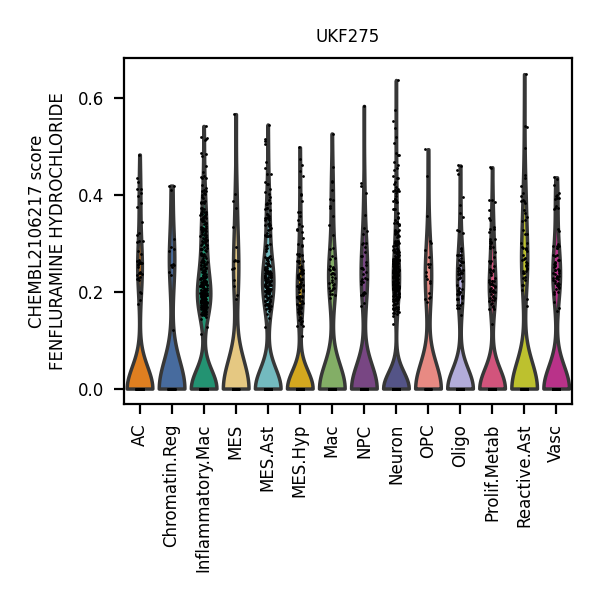 UKF275
CHEMBL2106217 score
FENFLURAMINE HYDROCHLORIDE
0.6
0.4
0.2
0.0
AC
Chromatin.Reg
Inflammatory.Mac
MES
MES.Ast
MES.Hyp
Mac
NPC
Neuron
OPC
Oligo
Prolif.Metab
Reactive.Ast
Vasc